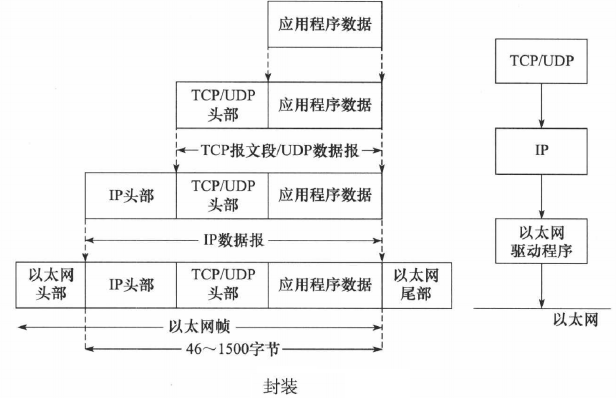 应用程序数据
TCP/UDP
头部
应用程序数据
TCP报文段/UDP数据报
IP头部
TCP/UDP
头部
应用程序数据
IP数据报
以太网
头部
IP头部
TCP/UDP
头部
应用程序数据
以太网
尾部
以太网帧
46～1500字节
TCP/UDP
IP
以太网
驱动程序
以太网
封装